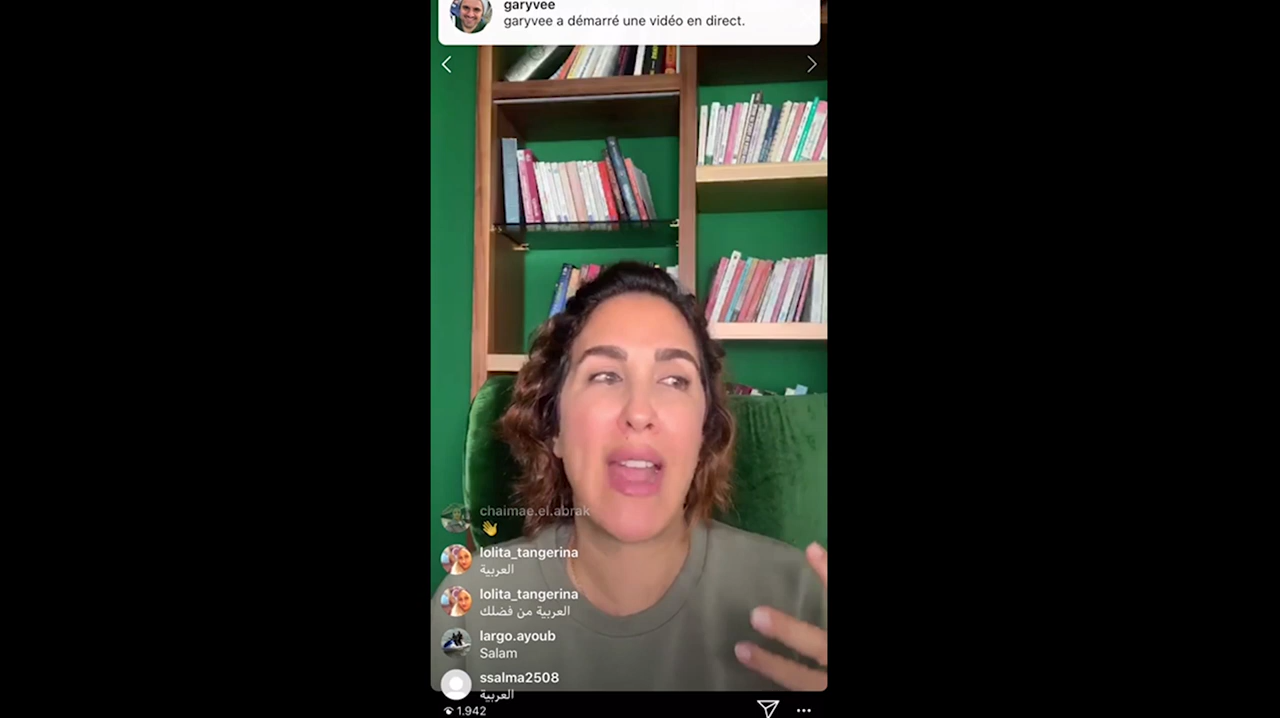 garyvee
garyvee a démarré une vidéo en direct.
chaimae.el.abrak
lolita_tangerina
العربية
lolita_tangerina
العربية من فضلك
largo.ayoub
Salam
ssalma2508
العربية
1.942